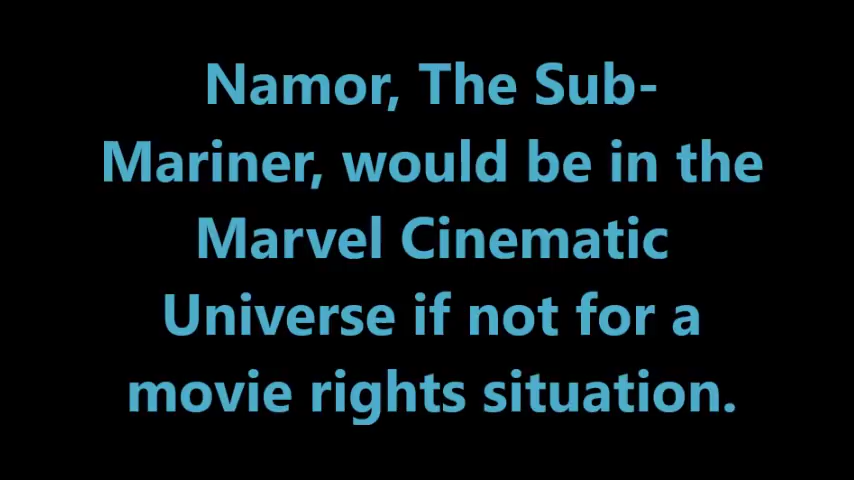 Namor, The Sub-
Mariner, would be in the
Marvel Cinematic
Universe if not for a
movie rights situation.